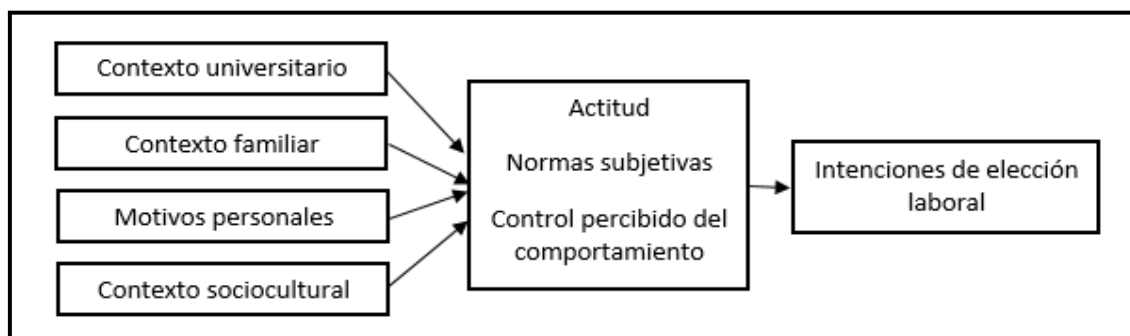 Contexto universitario
Contexto familiar
Motivos personales
Contexto sociocultural
Actitud
Normas subjetivas
Control percibido del
comportamiento
Intenciones de elección
laboral